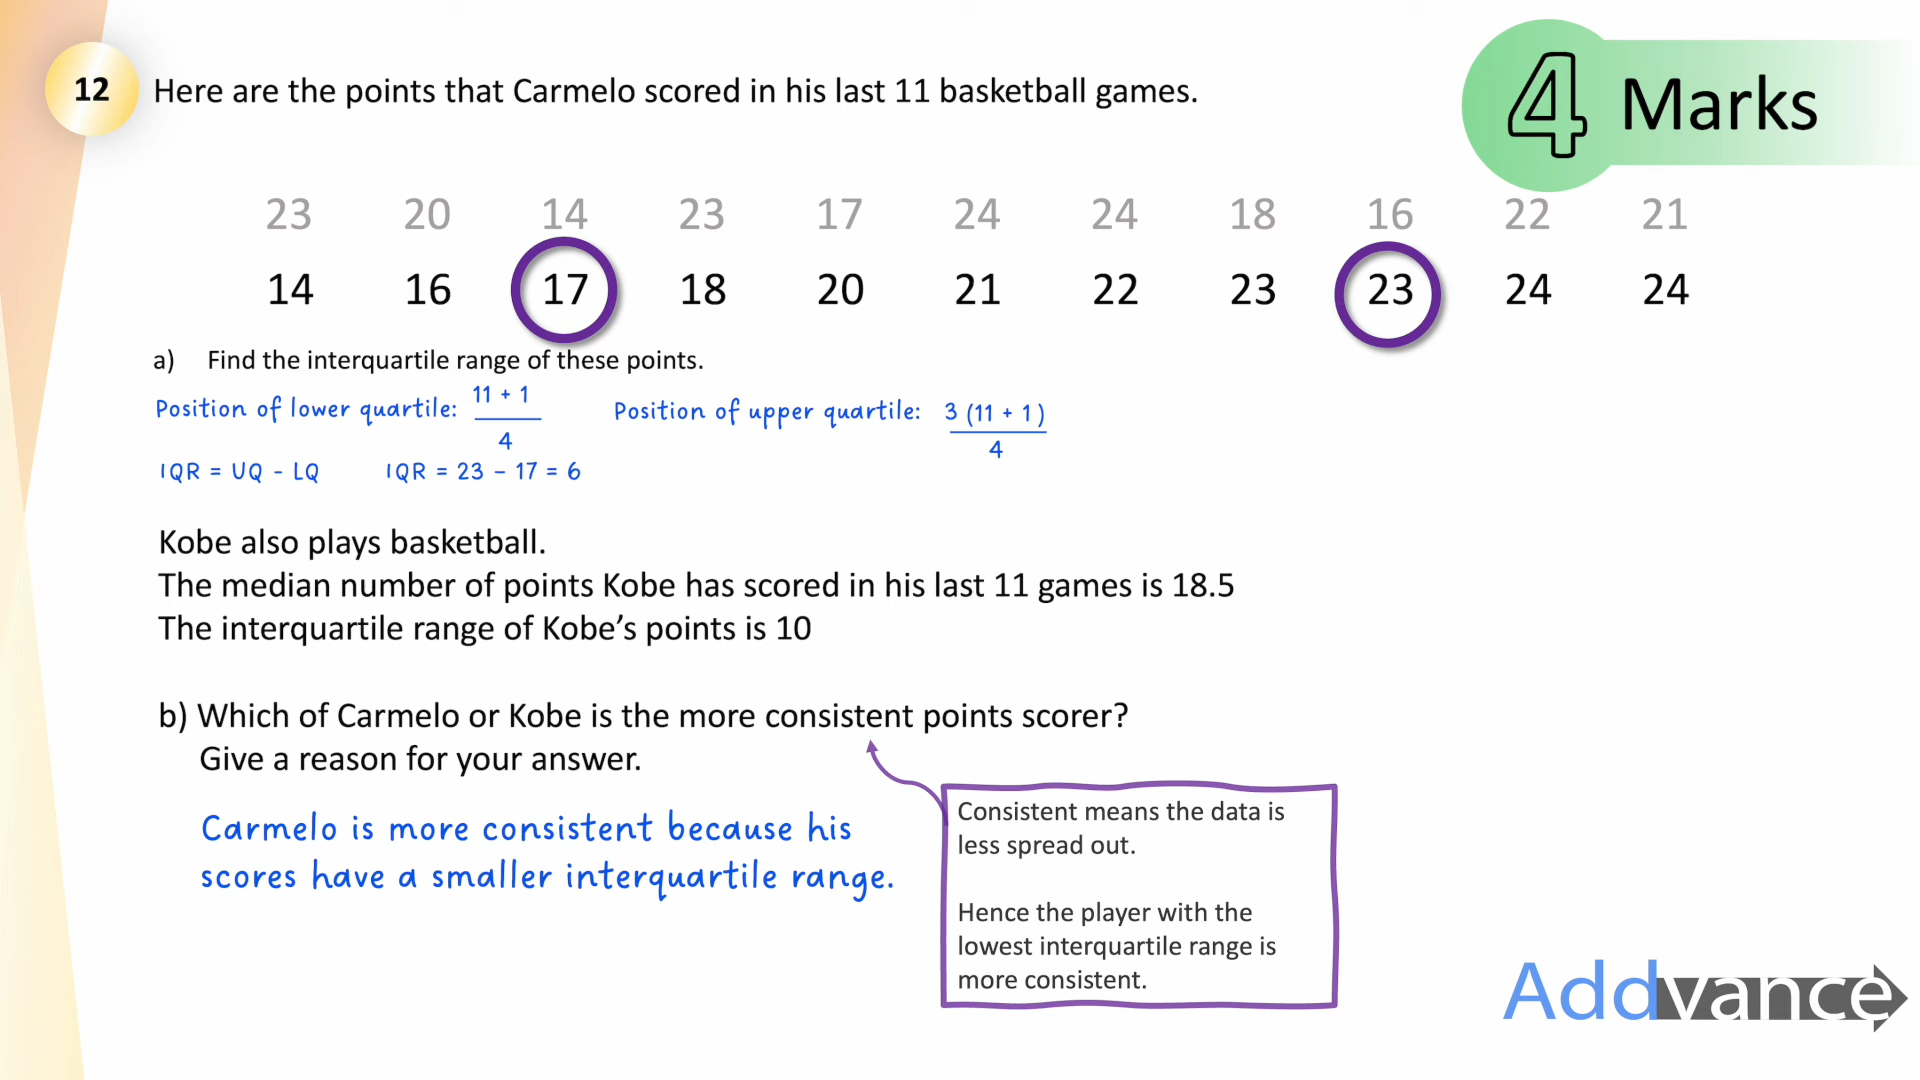 12 Here are the points that Carmelo scored in his last 11 basketball games.
4 Marks
23 20 14 23 17 24 24 18 16 22 21
14 16 17 18 20 21 22 23 23 24 24
a) Find the interquartile range of these points.
Position of lower quartile: 11 + 1 / 4 Position of upper quartile: 3 (11 + 1) / 4
IQR = UQ - LQ IQR = 23 - 17 = 6
Kobe also plays basketball.
The median number of points Kobe has scored in his last 11 games is 18.5
The interquartile range of Kobe’s points is 10
b) Which of Carmelo or Kobe is the more consistent points scorer?
Give a reason for your answer.
Carmelo is more consistent because his
scores have a smaller interquartile range.
Consistent means the data is
less spread out.
Hence the player with the
lowest interquartile range is
more consistent.
Addvance